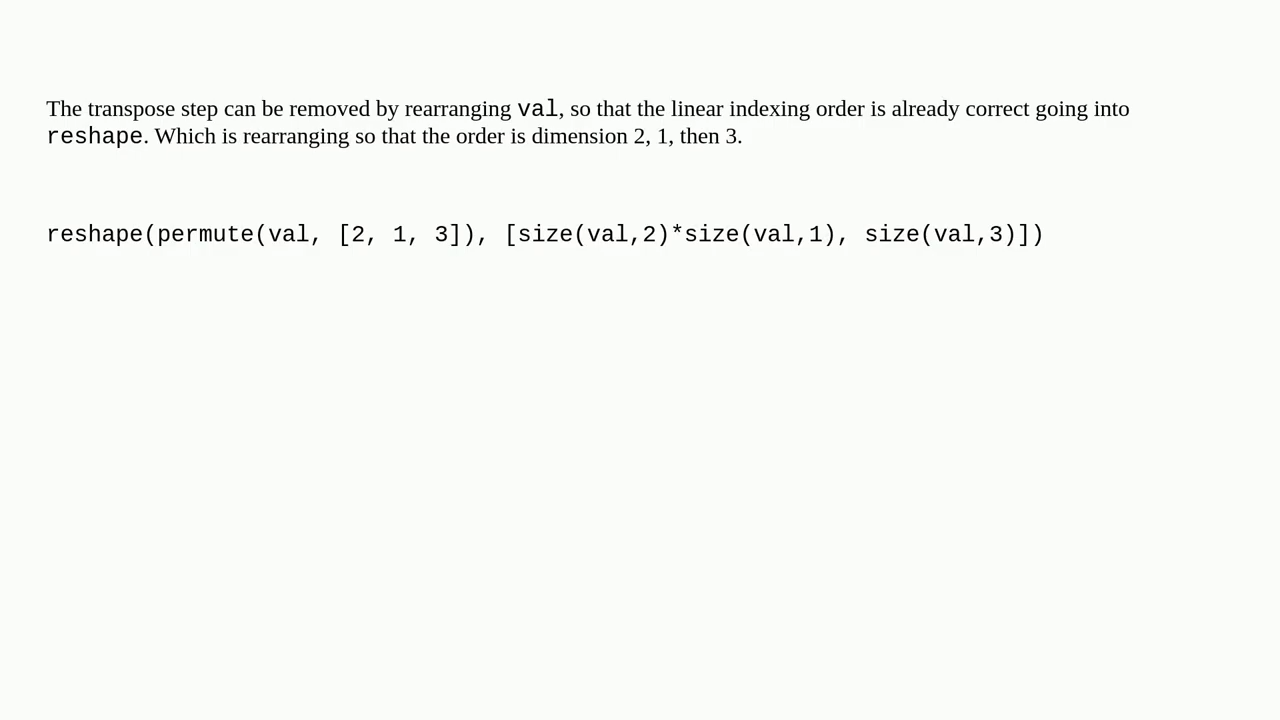 The transpose step can be removed by rearranging val, so that the linear indexing order is already correct going into
reshape. Which is rearranging so that the order is dimension 2, 1, then 3.
reshape(permute(val, [2, 1, 3]), [size(val,2)*size(val,1), size(val,3)])